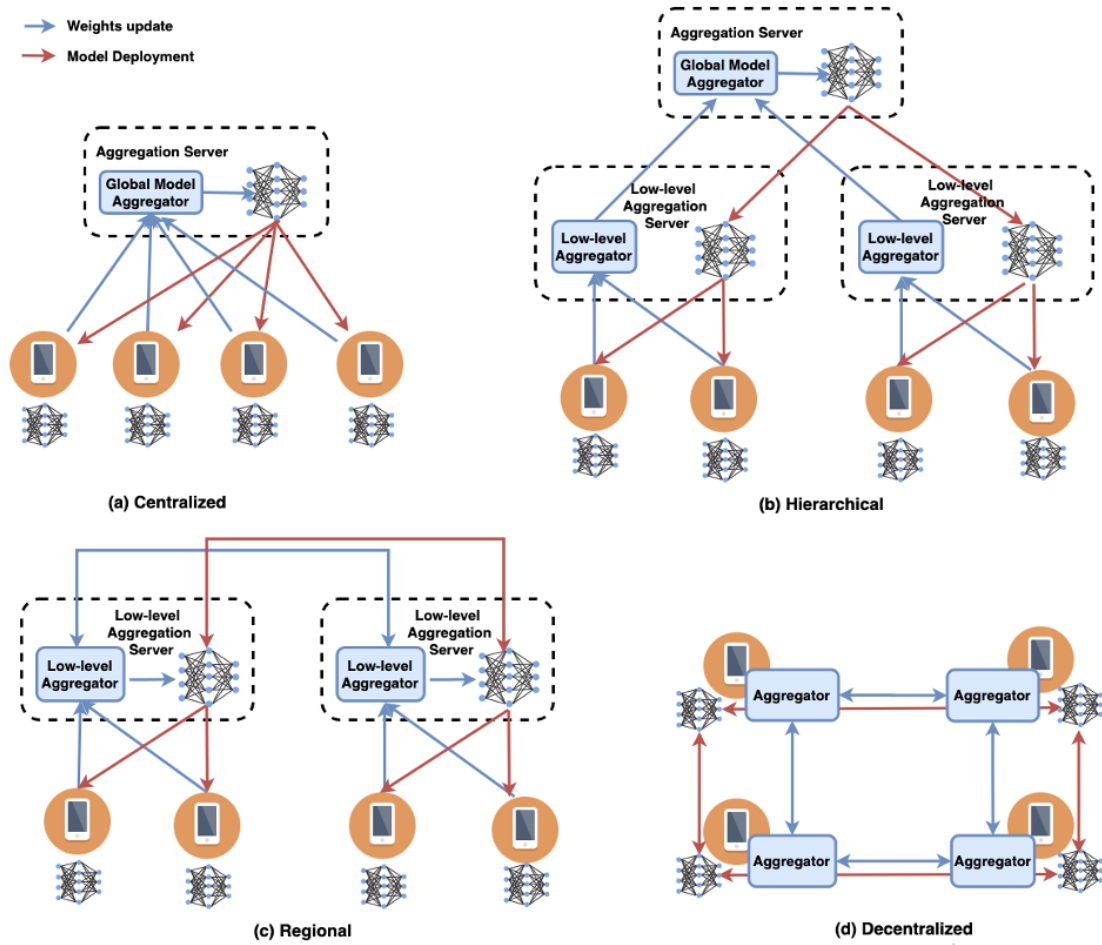 Weights update
Model Deployment
Aggregation Server
Global Model
Aggregator
(a) Centralized
Aggregation Server
Global Model
Aggregator
Low-level
Aggregation
Server
Low-level
Aggregator
Low-level
Aggregation
Server
Low-level
Aggregator
(b) Hierarchical
Low-level
Aggregation
Server
Low-level
Aggregator
Low-level
Aggregation
Server
Low-level
Aggregator
(c) Regional
Aggregator
Aggregator
Aggregator
Aggregator
(d) Decentralized